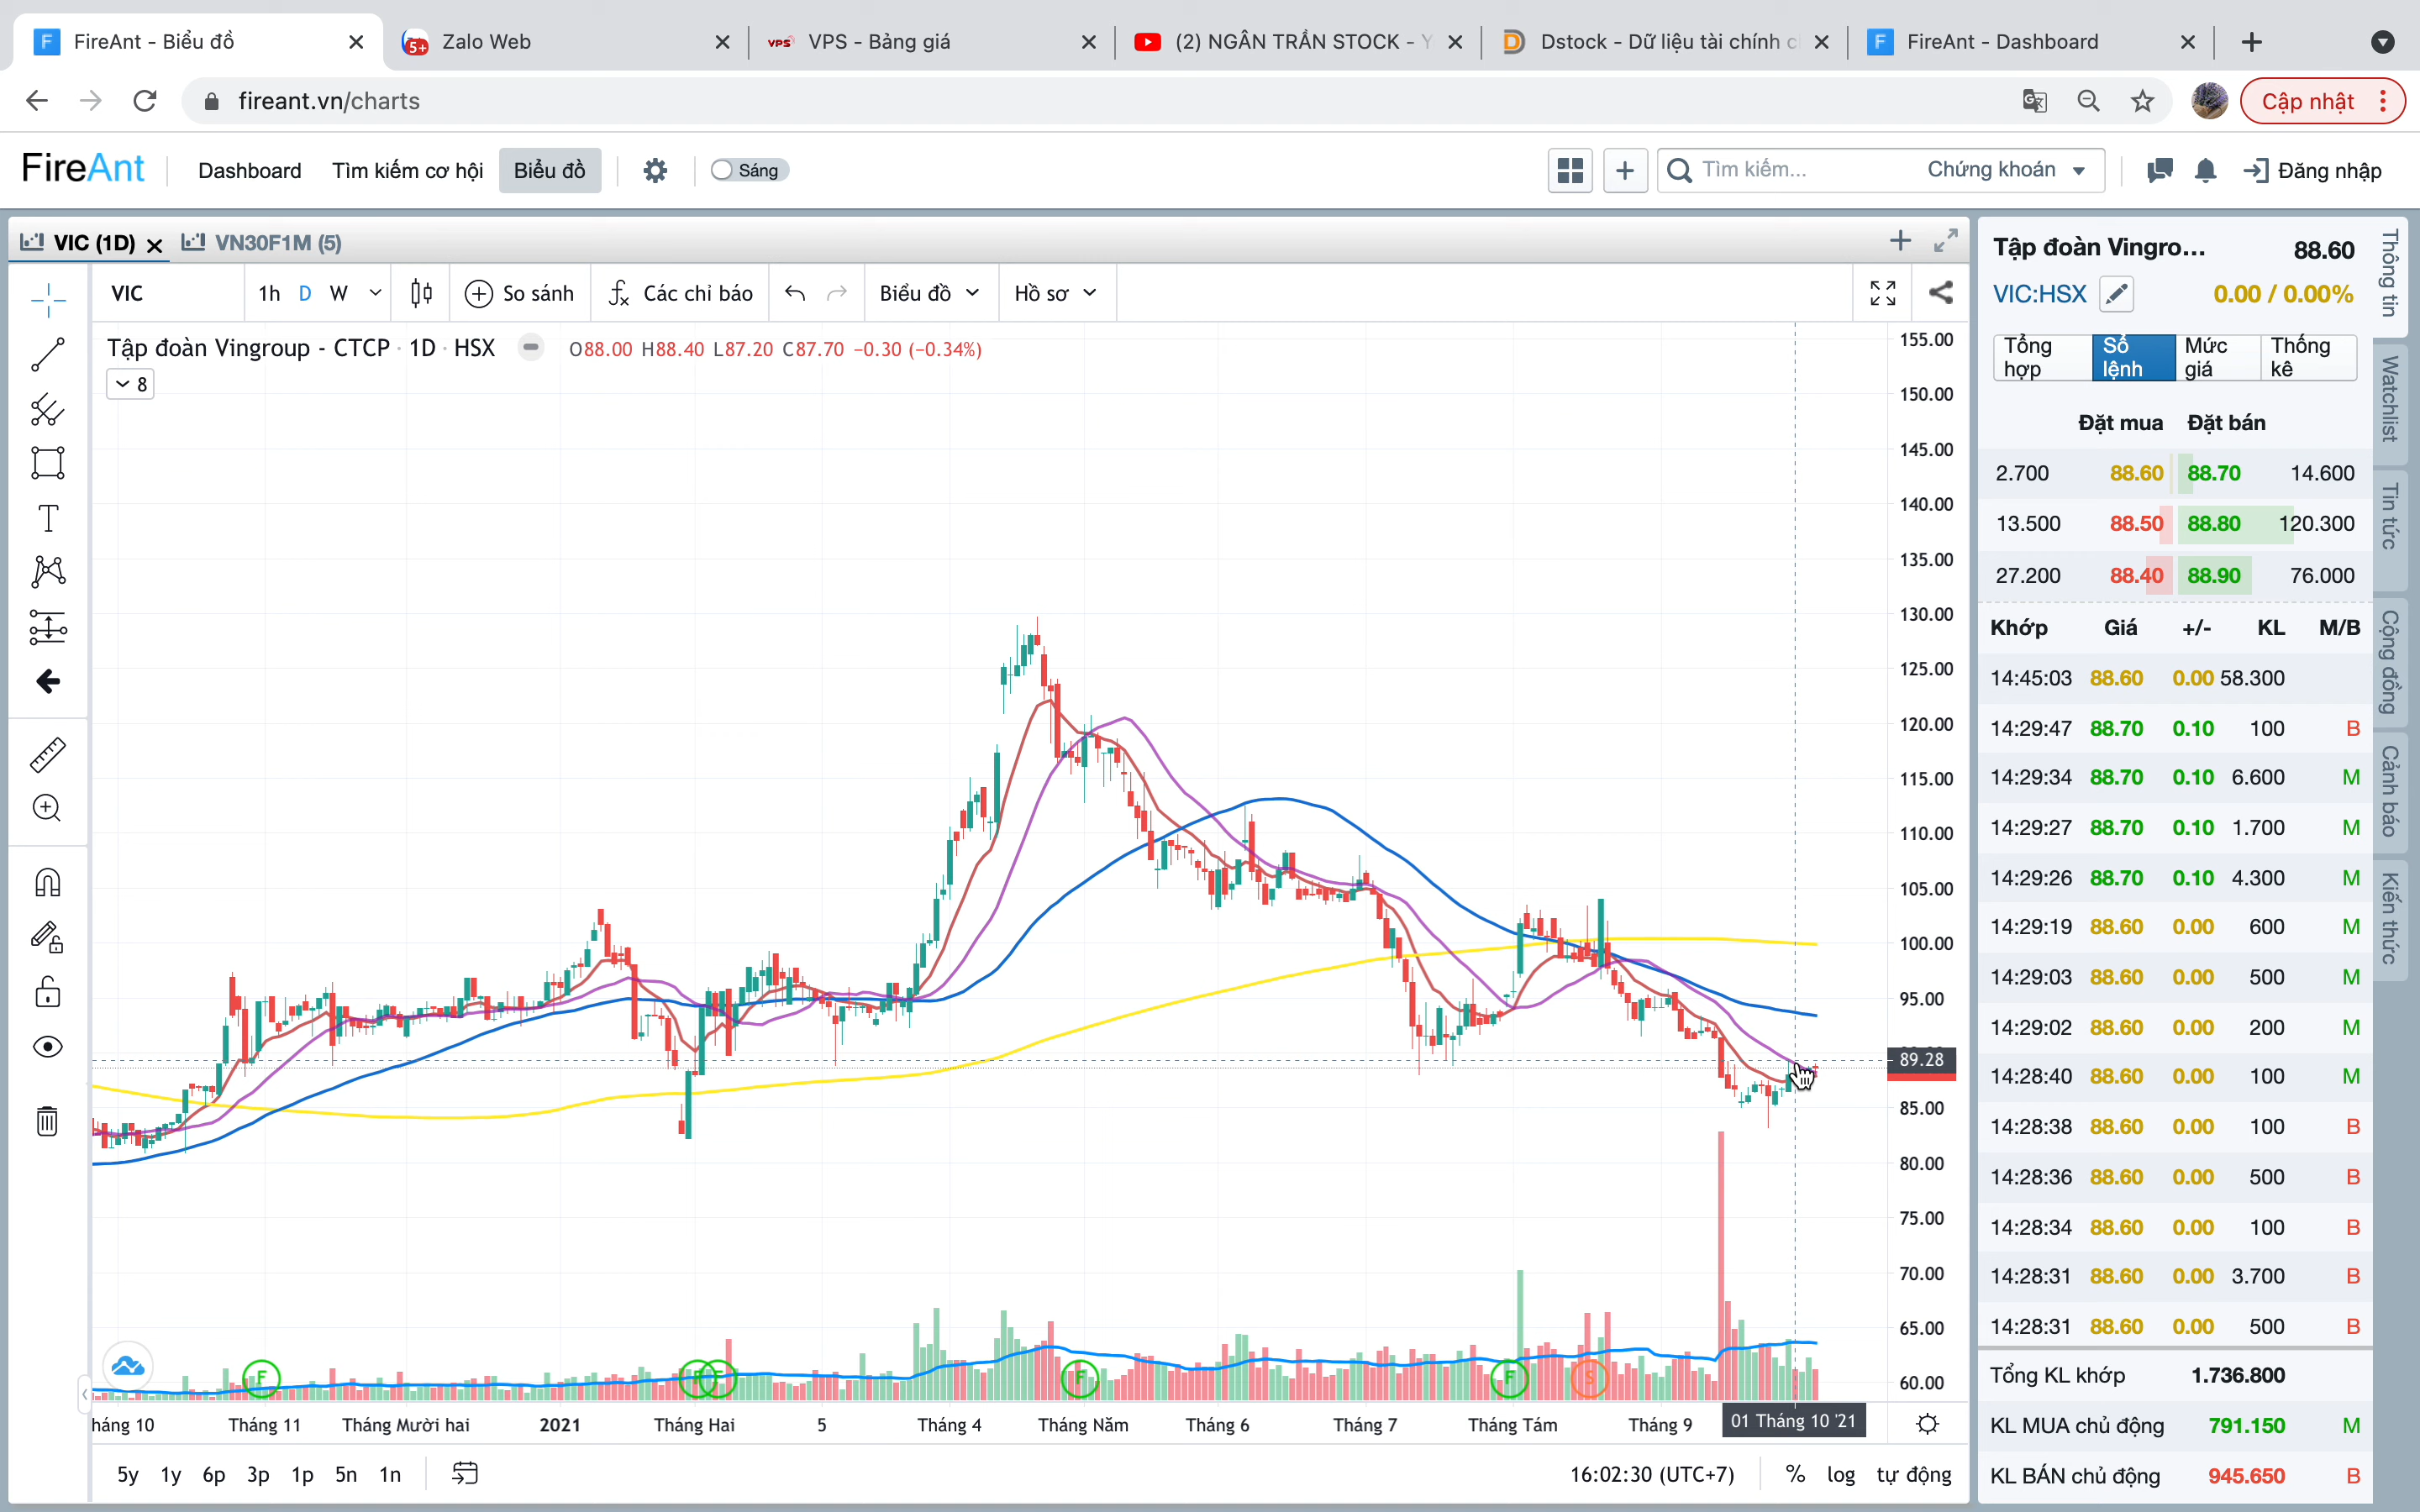 FireAnt - Biểu đồ
5+ Zalo Web
VPS VPS - Bảng giá
(2) NGÂN TRẦN STOCK - Y
Dstock - Dữ liệu tài chính c
FireAnt - Dashboard
fireant.vn/charts
Cập nhật
FireAnt
Dashboard
Tìm kiếm cơ hội
Biểu đồ
Sáng
Tìm kiếm...
Chứng khoán
Đăng nhập
VIC (1D)
VN30F1M (5)
VIC
1h D W
So sánh
Các chỉ báo
Biểu đồ
Hồ sơ
Tập đoàn Vingroup - CTCP · 1D · HSX
O88.00 H88.40 L87.20 C87.70 −0.30 (−0.34%)
8
155.00
150.00
145.00
140.00
135.00
130.00
125.00
120.00
115.00
110.00
105.00
100.00
95.00
89.28
85.00
80.00
75.00
70.00
65.00
60.00
F
F
F
F
S
háng 10
Tháng 11
Tháng Mười hai
2021
Tháng Hai
5
Tháng 4
Tháng Năm
Tháng 6
Tháng 7
Tháng Tám
Tháng 9
01 Tháng 10 '21
5y 1y 6p 3p 1p 5n 1n
16:02:30 (UTC+7)
% log tự động
Tập đoàn Vingro...
88.60
VIC:HSX
0.00 / 0.00%
Tổng hợp
Sổ lệnh
Mức giá
Thống kê
Đặt mua Đặt bán
2.700 88.60 88.70 14.600
13.500 88.50 88.80 120.300
27.200 88.40 88.90 76.000
Khớp Giá +/- KL M/B
14:45:03 88.60 0.00 58.300
14:29:47 88.70 0.10 100 B
14:29:34 88.70 0.10 6.600 M
14:29:27 88.70 0.10 1.700 M
14:29:26 88.70 0.10 4.300 M
14:29:19 88.60 0.00 600 M
14:29:03 88.60 0.00 500 M
14:29:02 88.60 0.00 200 M
14:28:40 88.60 0.00 100 M
14:28:38 88.60 0.00 100 B
14:28:36 88.60 0.00 500 B
14:28:34 88.60 0.00 100 B
14:28:31 88.60 0.00 3.700 B
14:28:31 88.60 0.00 500 B
Tổng KL khớp 1.736.800
KL MUA chủ động 791.150 M
KL BÁN chủ động 945.650 B
Thông tin
Watchlist
Tin tức
Cộng đồng
Cảnh báo
Kiến thức